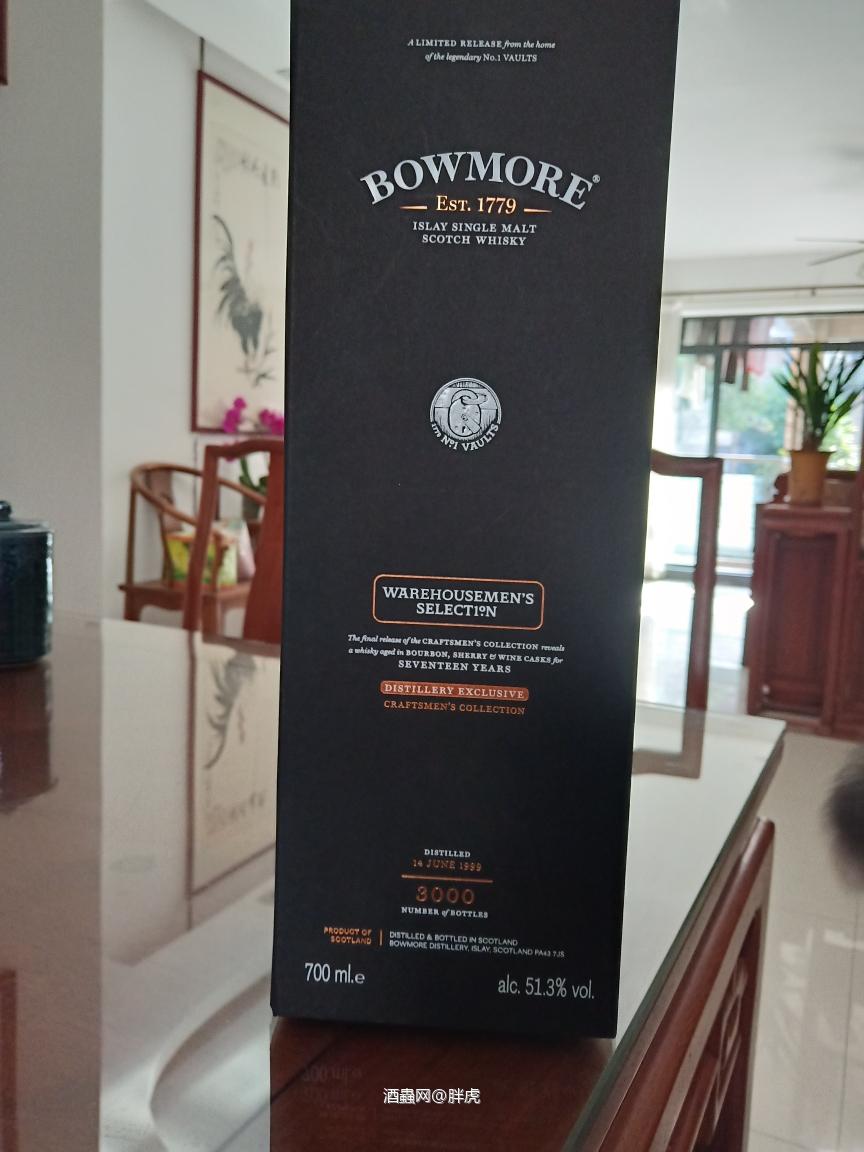 A LIMITED RELEASE from the home
of the legendary No.1 VAULTS
BOWMORE®
EST. 1779
ISLAY SINGLE MALT
SCOTCH WHISKY
1779 Nº1 VAULTS
WAREHOUSEMEN'S
SELECTIºN
The final release of the CRAFTSMEN'S COLLECTION reveals
a whisky aged in BOURBON, SHERRY & WINE CASKS for
SEVENTEEN YEARS
DISTILLERY EXCLUSIVE
CRAFTSMEN'S COLLECTION
DISTILLED
14 JUNE 1999
3000
NUMBER of BOTTLES
PRODUCT OF
SCOTLAND
DISTILLED & BOTTLED IN SCOTLAND
BOWMORE DISTILLERY, ISLAY, SCOTLAND PA43 7JS
700 ml.e
alc. 51.3% vol.
酒蟲网@胖虎